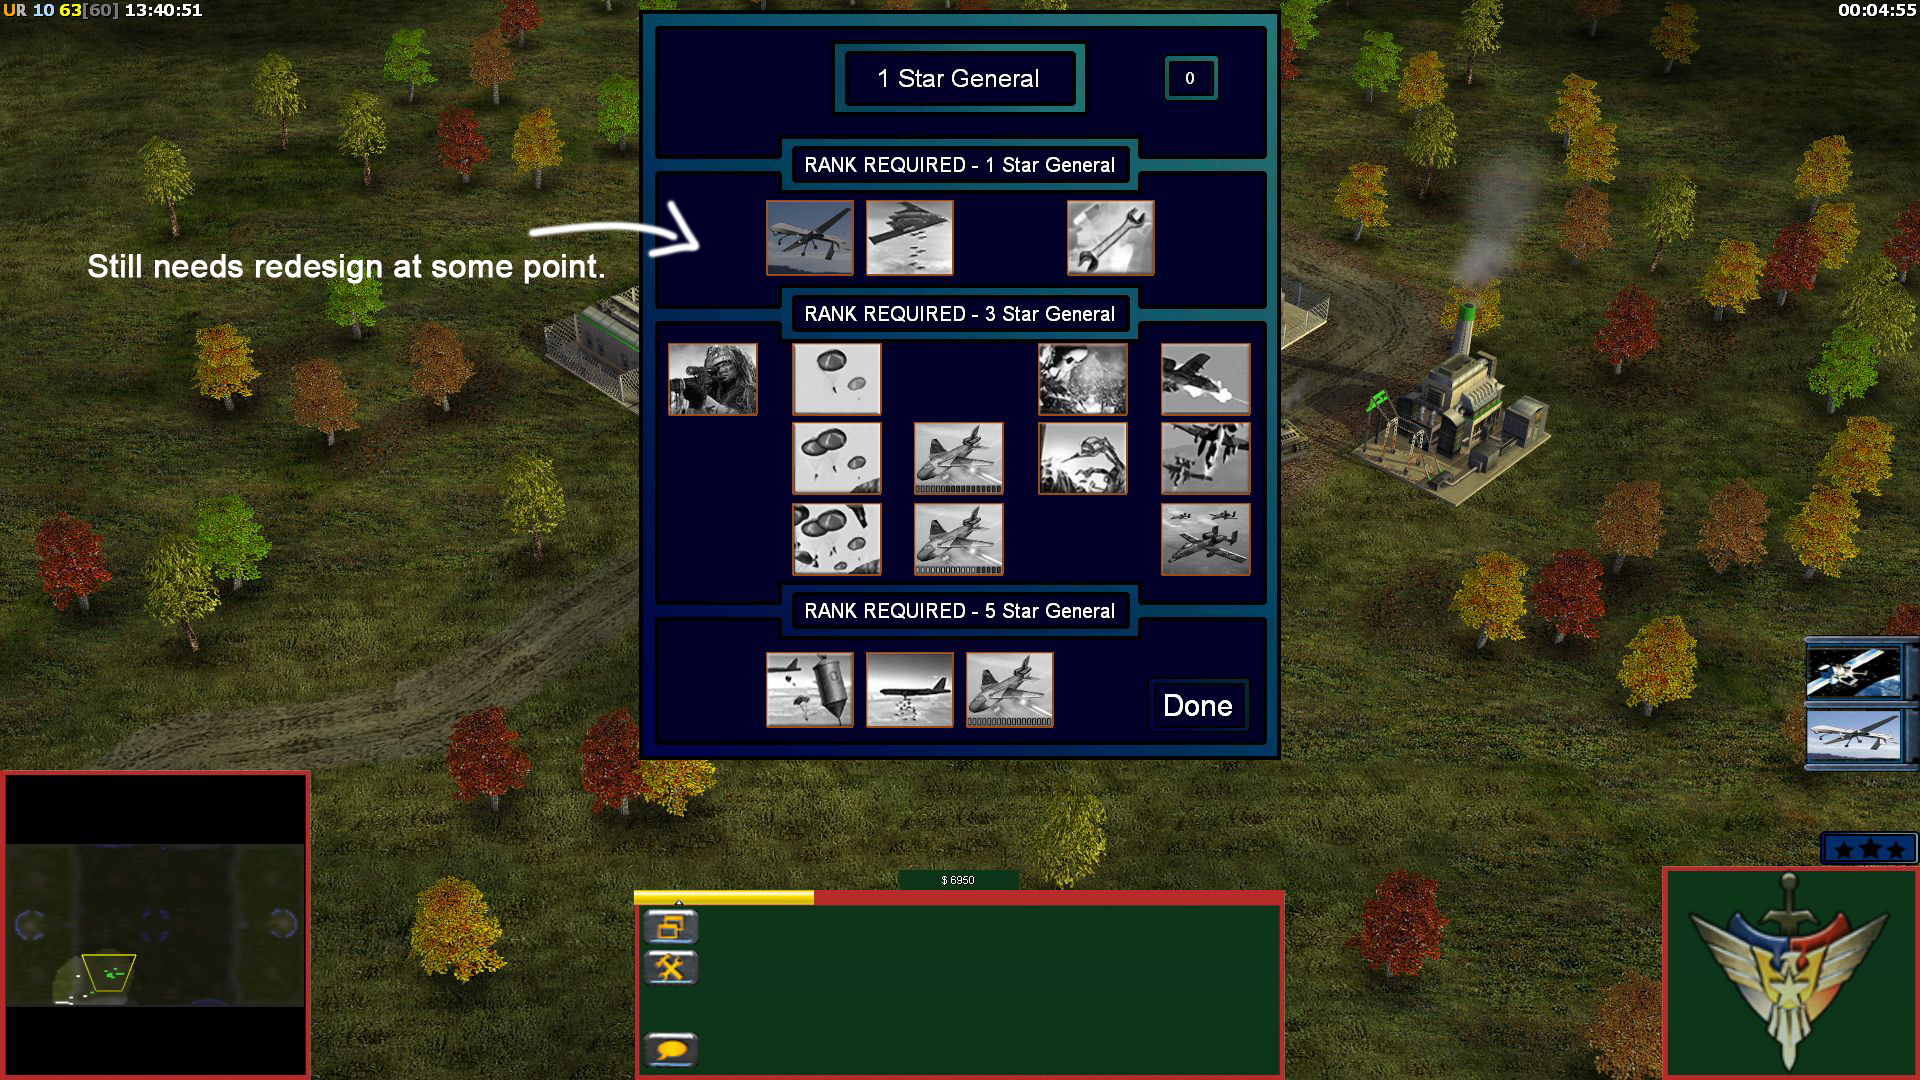 UR 10 63[60] 13:40:51
00:04:55
1 Star General
0
RANK REQUIRED - 1 Star General
Still needs redesign at some point.
RANK REQUIRED - 3 Star General
RANK REQUIRED - 5 Star General
Done
$ 6950